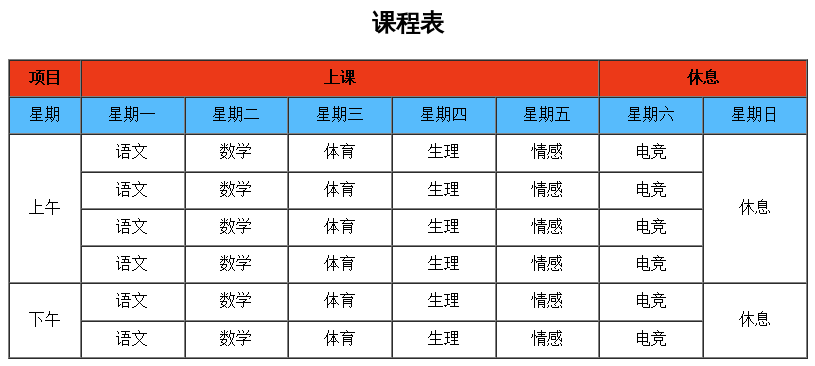 课程表
项目 上课 休息
星期 星期一 星期二 星期三 星期四 星期五 星期六 星期日
上午 语文 数学 体育 生理 情感 电竞 休息
语文 数学 体育 生理 情感 电竞
语文 数学 体育 生理 情感 电竞
语文 数学 体育 生理 情感 电竞
下午 语文 数学 体育 生理 情感 电竞 休息
语文 数学 体育 生理 情感 电竞